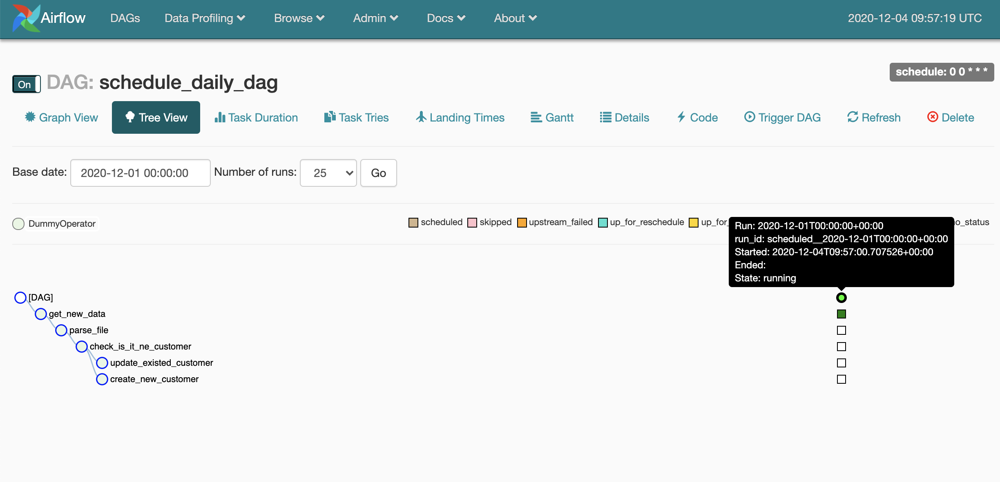 Airflow DAGs Data Profiling Browse Admin Docs About 2020-12-04 09:57:19 UTC
schedule: 0 0 * * *
On DAG: schedule_daily_dag
Graph View Tree View Task Duration Task Tries Landing Times Gantt Details Code Trigger DAG Refresh Delete
Base date: 2020-12-01 00:00:00 Number of runs: 25 Go
DummyOperator scheduled skipped upstream_failed up_for_reschedule up_for_ no_status
Run: 2020-12-01T00:00:00+00:00
run_id: scheduled__2020-12-01T00:00:00+00:00
Started: 2020-12-04T09:57:00.707526+00:00
Ended:
State: running
[DAG]
get_new_data
parse_file
check_is_it_ne_customer
update_existed_customer
create_new_customer